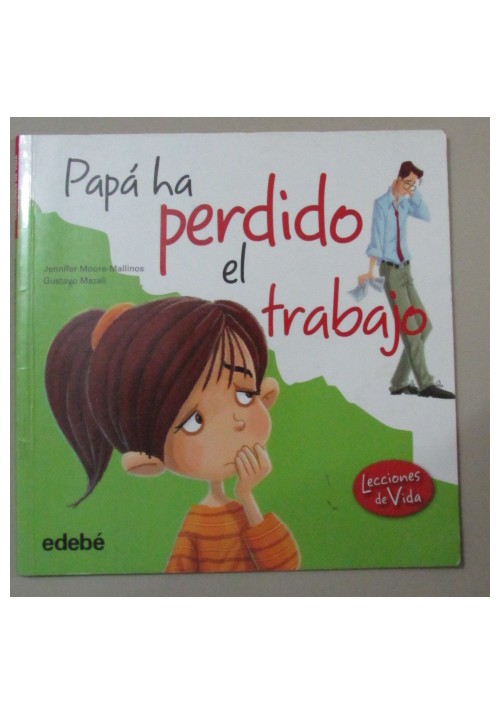 Papá ha
perdido
el
trabajo
Jennifer Moore-Mallinos
Gustavo Mazali
Lecciones
de Vida
edebé